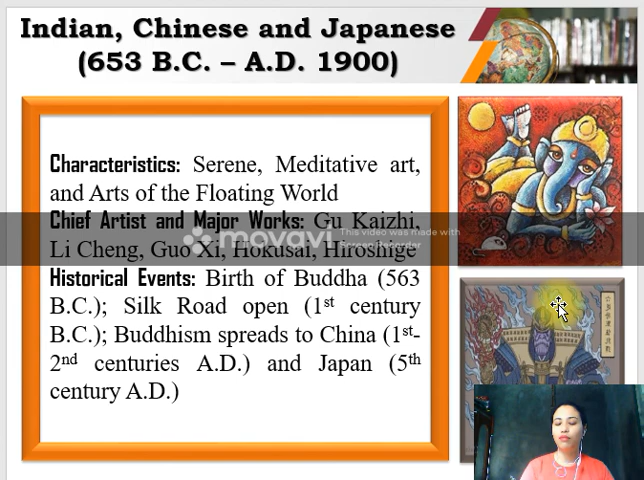 Indian, Chinese and Japanese
(653 B.C. – A.D. 1900)
Characteristics: Serene, Meditative art,
and Arts of the Floating World
Chief Artist and Major Works: Gu Kaizhi,
Li Cheng, Guo Xi, Hokusai, Hiroshige
movavi
This video was made with
Screen Recorder
Historical Events: Birth of Buddha (563
B.C.); Silk Road open (1st century
B.C.); Buddhism spreads to China (1st-
2nd centuries A.D.) and Japan (5th
century A.D.)